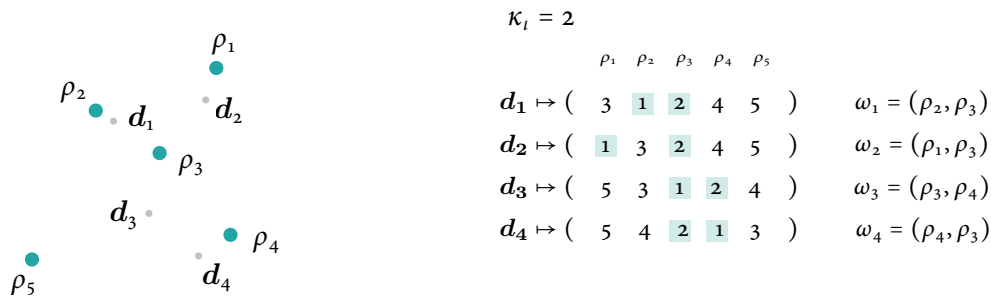 κᵢ = 2
ρ₁
ρ₂
d₁
d₂
ρ₃
d₃
ρ₄
d₄
ρ₅
ρ₁ ρ₂ ρ₃ ρ₄ ρ₅
d₁ ↦ ( 3 1 2 4 5 ) ω₁ = (ρ₂, ρ₃)
d₂ ↦ ( 1 3 2 4 5 ) ω₂ = (ρ₁, ρ₃)
d₃ ↦ ( 5 3 1 2 4 ) ω₃ = (ρ₃, ρ₄)
d₄ ↦ ( 5 4 2 1 3 ) ω₄ = (ρ₄, ρ₃)